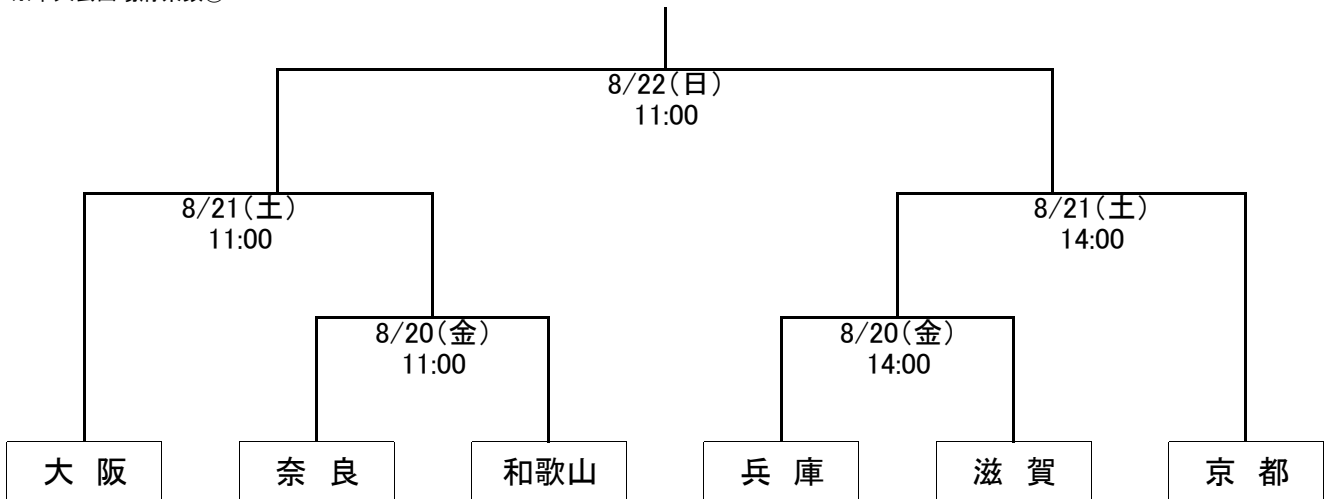 8/22(日)
11:00
8/21(土)
11:00
8/21(土)
14:00
8/20(金)
11:00
8/20(金)
14:00
大 阪
奈 良
和歌山
兵 庫
滋 賀
京 都